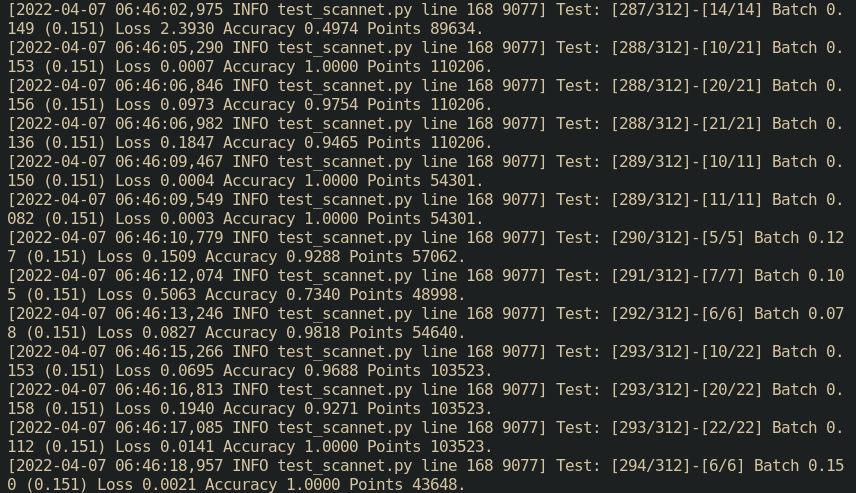 [2022-04-07 06:46:02,975 INFO test_scannet.py line 168 9077] Test: [287/312]-[14/14] Batch 0.
149 (0.151) Loss 2.3930 Accuracy 0.4974 Points 89634.
[2022-04-07 06:46:05,290 INFO test_scannet.py line 168 9077] Test: [288/312]-[10/21] Batch 0.
153 (0.151) Loss 0.0007 Accuracy 1.0000 Points 110206.
[2022-04-07 06:46:06,846 INFO test_scannet.py line 168 9077] Test: [288/312]-[20/21] Batch 0.
156 (0.151) Loss 0.0973 Accuracy 0.9754 Points 110206.
[2022-04-07 06:46:06,982 INFO test_scannet.py line 168 9077] Test: [288/312]-[21/21] Batch 0.
136 (0.151) Loss 0.1847 Accuracy 0.9465 Points 110206.
[2022-04-07 06:46:09,467 INFO test_scannet.py line 168 9077] Test: [289/312]-[10/11] Batch 0.
150 (0.151) Loss 0.0004 Accuracy 1.0000 Points 54301.
[2022-04-07 06:46:09,549 INFO test_scannet.py line 168 9077] Test: [289/312]-[11/11] Batch 0.
082 (0.151) Loss 0.0003 Accuracy 1.0000 Points 54301.
[2022-04-07 06:46:10,779 INFO test_scannet.py line 168 9077] Test: [290/312]-[5/5] Batch 0.12
7 (0.151) Loss 0.1509 Accuracy 0.9288 Points 57062.
[2022-04-07 06:46:12,074 INFO test_scannet.py line 168 9077] Test: [291/312]-[7/7] Batch 0.10
5 (0.151) Loss 0.5063 Accuracy 0.7340 Points 48998.
[2022-04-07 06:46:13,246 INFO test_scannet.py line 168 9077] Test: [292/312]-[6/6] Batch 0.07
8 (0.151) Loss 0.0827 Accuracy 0.9818 Points 54640.
[2022-04-07 06:46:15,266 INFO test_scannet.py line 168 9077] Test: [293/312]-[10/22] Batch 0.
153 (0.151) Loss 0.0695 Accuracy 0.9688 Points 103523.
[2022-04-07 06:46:16,813 INFO test_scannet.py line 168 9077] Test: [293/312]-[20/22] Batch 0.
158 (0.151) Loss 0.1940 Accuracy 0.9271 Points 103523.
[2022-04-07 06:46:17,085 INFO test_scannet.py line 168 9077] Test: [293/312]-[22/22] Batch 0.
112 (0.151) Loss 0.0141 Accuracy 1.0000 Points 103523.
[2022-04-07 06:46:18,957 INFO test_scannet.py line 168 9077] Test: [294/312]-[6/6] Batch 0.15
0 (0.151) Loss 0.0021 Accuracy 1.0000 Points 43648.